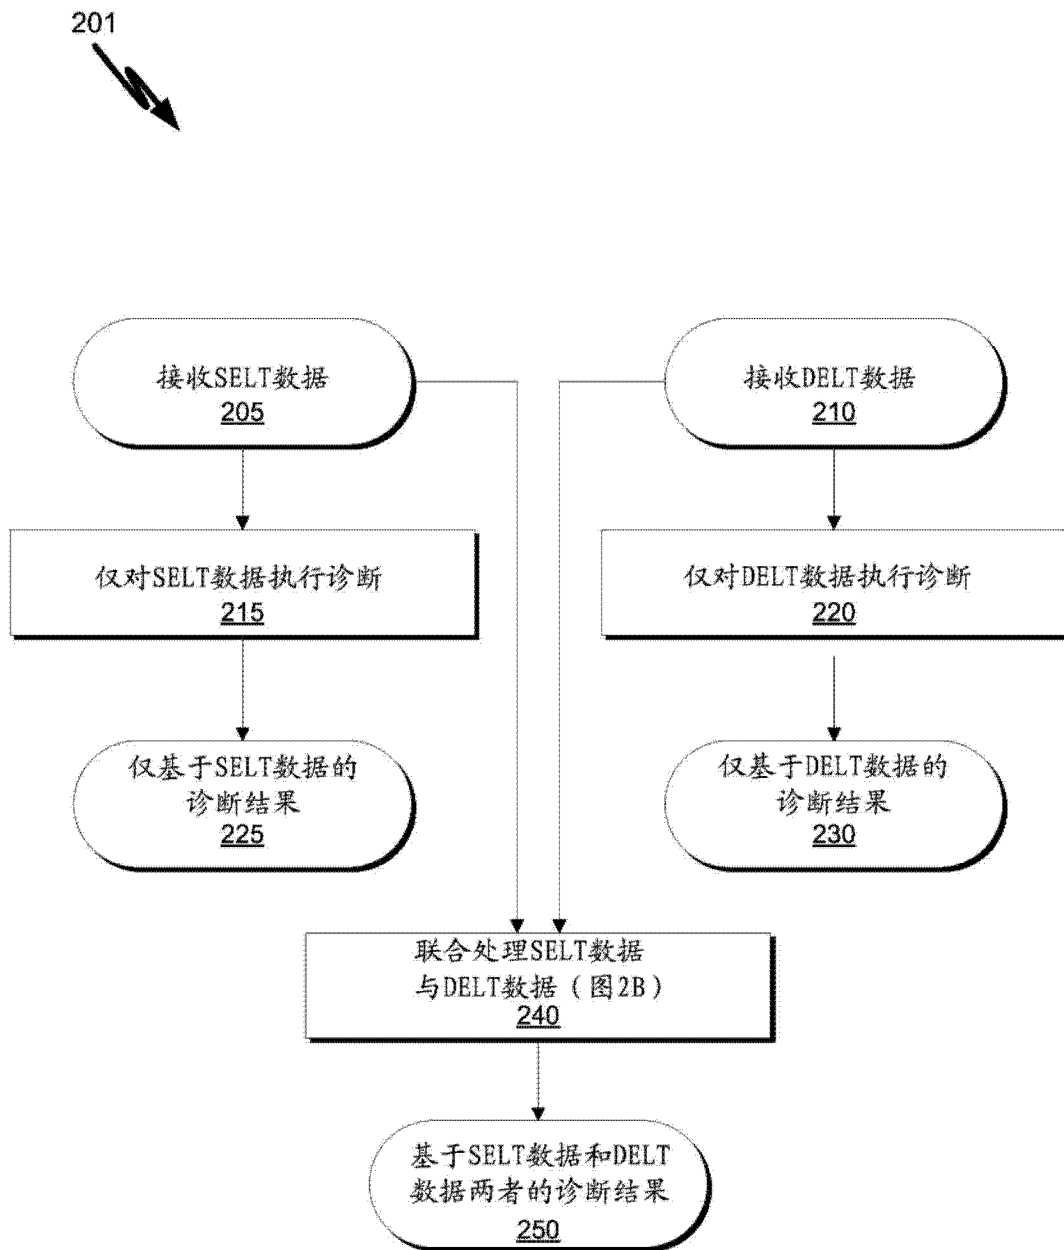 201
接收SELT数据
205
接收DELT数据
210
仅对SELT数据执行诊断
215
仅对DELT数据执行诊断
220
仅基于SELT数据的
诊断结果
225
仅基于DELT数据的
诊断结果
230
联合处理SELT数据
与DELT数据（图2B）
240
基于SELT数据和DELT
数据两者的诊断结果
250